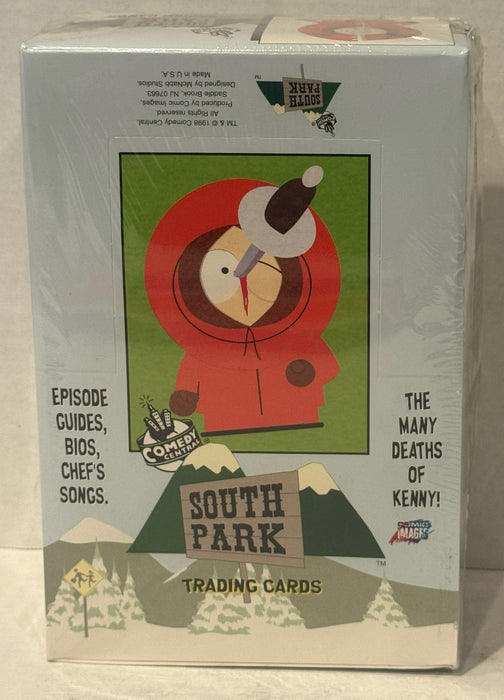 TM & © 1998 Comedy Central.
All Rights reserved.
Produced by Comic Images,
Saddle Brook, NJ 07663
Designed by McNabb Studios.
Made in U.S.A.
SOUTH
PARK
TM
EPISODE
GUIDES,
BIOS,
CHEF'S
SONGS.
THE
MANY
DEATHS
OF
KENNY!
COMEDY
CENTRAL
COMIC
IMAGES
SOUTH
PARK
TM
TRADING CARDS